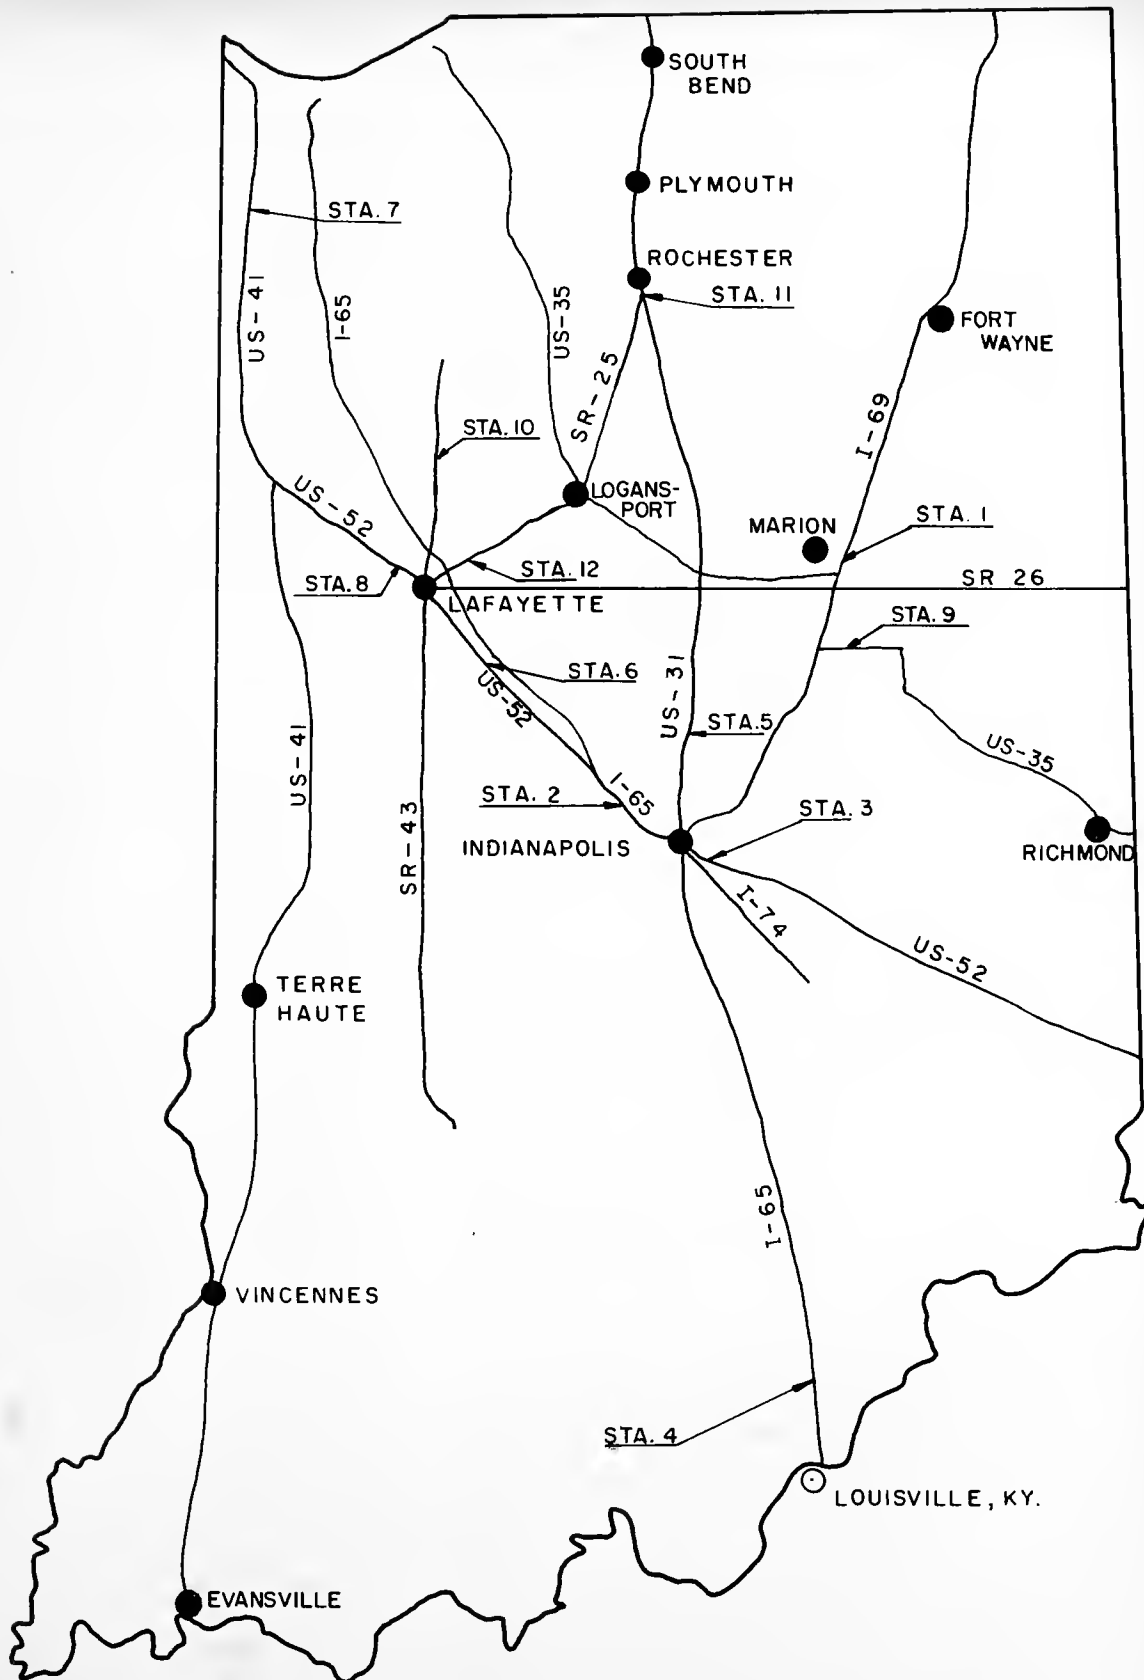 SOUTH
BEND
PLYMOUTH
STA. 7
ROCHESTER
STA. 11
US-41
I-65
US-35
FORT
WAYNE
SR-25
I-69
STA. 10
US-52
LOGANS-
PORT
MARION
STA. 1
STA. 8
STA. 12
SR 26
LAFAYETTE
STA. 9
STA. 6
US-52
US-31
STA. 5
US-35
US-41
STA. 2
I-65
STA. 3
SR-43
INDIANAPOLIS
RICHMOND
I-74
US-52
TERRE
HAUTE
I-65
VINCENNES
STA. 4
LOUISVILLE, KY.
EVANSVILLE